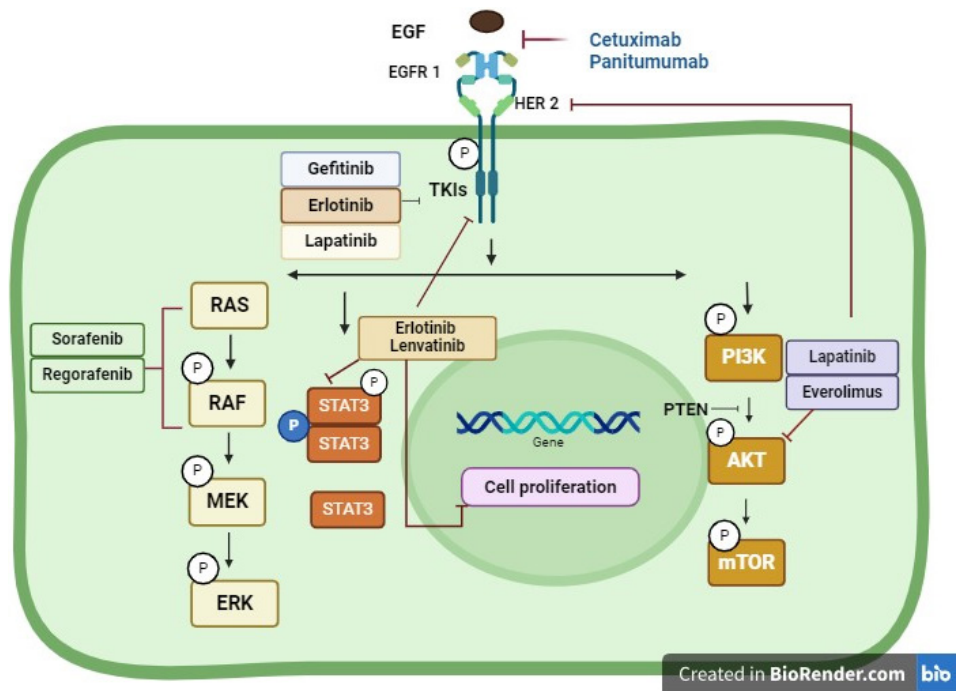 EGF
Cetuximab
Panitumumab
EGFR 1
HER 2
P
Gefitinib
TKIs
Erlotinib
Lapatinib
RAS
P
Sorafenib
Erlotinib
Lenvatinib
PI3K
Lapatinib
Regorafenib
P
P
Everolimus
RAF
STAT3
PTEN
P
P
STAT3
Gene
AKT
P
MEK
Cell proliferation
STAT3
P
mTOR
P
ERK
Created in BioRender.com bio